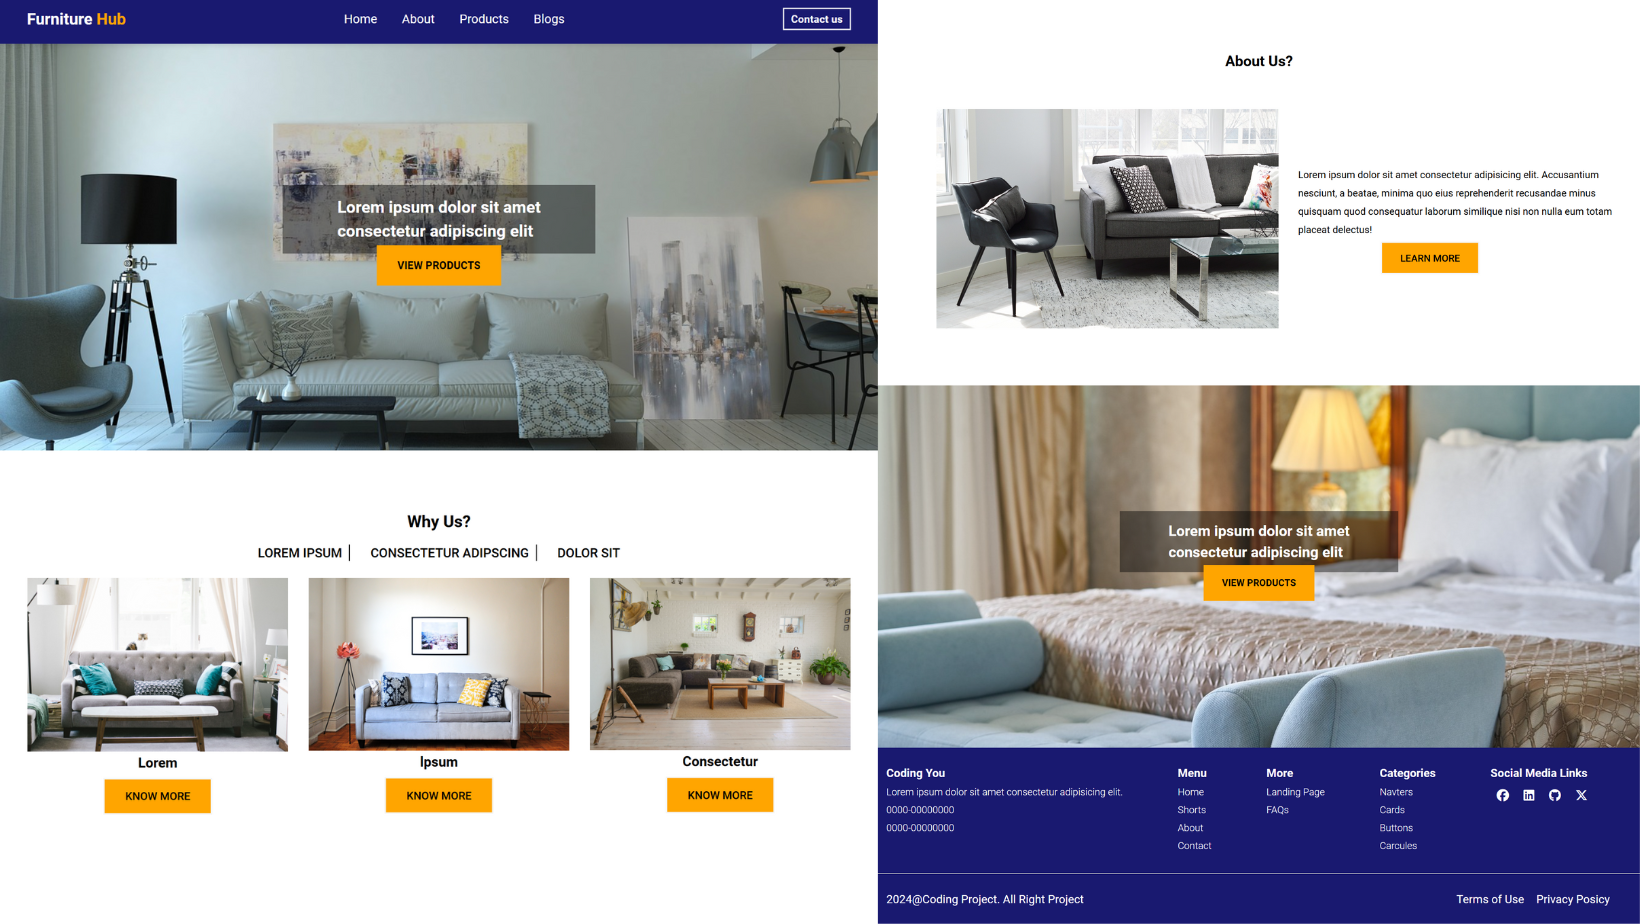 Furniture Hub
Home About Products Blogs
Contact us
Lorem ipsum dolor sit amet
consectetur adipiscing elit
VIEW PRODUCTS
Why Us?
LOREM IPSUM
CONSECTETUR ADIPSCING
DOLOR SIT
Lorem
KNOW MORE
Ipsum
KNOW MORE
Consectetur
KNOW MORE
About Us?
Lorem ipsum dolor sit amet consectetur adipisicing elit. Accusantium
nesciunt, a beatae, minima quo eius reprehenderit recusandae minus
quisquam quod consequatur laborum similique nisi non nulla eum totam
placeat delectus!
LEARN MORE
Lorem ipsum dolor sit amet
consectetur adipiscing elit
VIEW PRODUCTS
Coding You
Lorem ipsum dolor sit amet consectetur adipisicing elit.
0000-00000000
0000-00000000
Menu
Home
Shorts
About
Contact
More
Landing Page
FAQs
Categories
Navters
Cards
Buttons
Carcules
Social Media Links
2024@Coding Project. All Right Project
Terms of Use Privacy Posicy